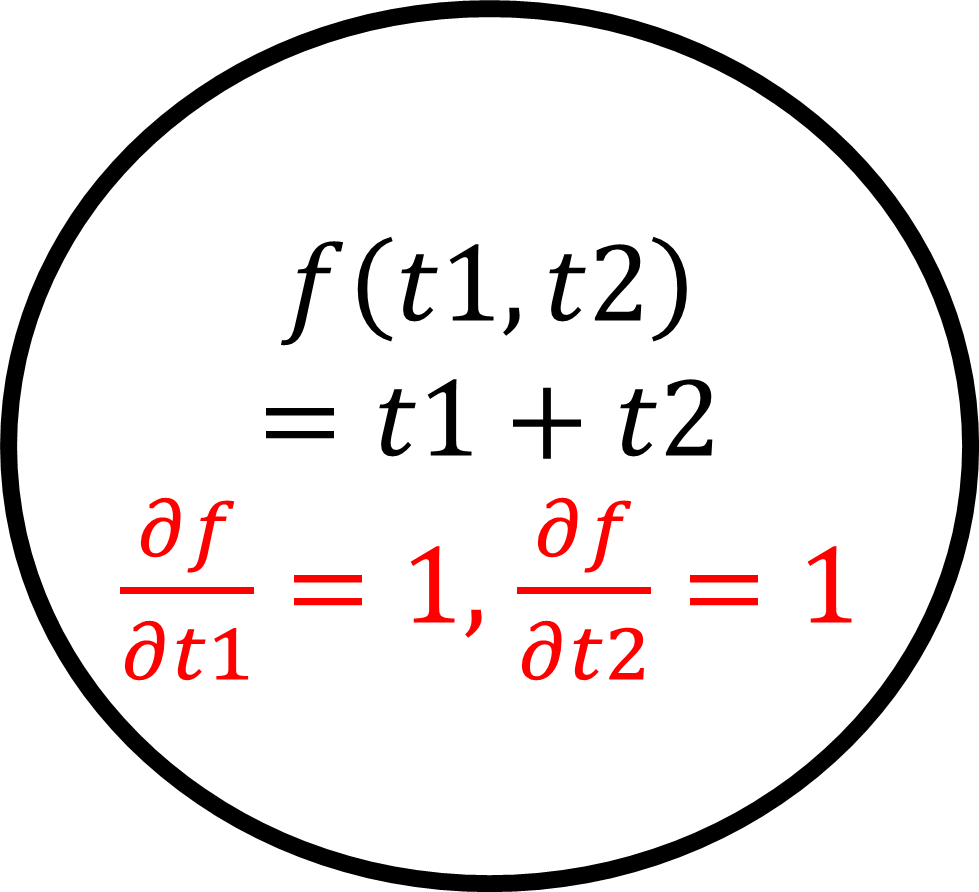 f(t1, t2)
= t1 + t2
∂f/∂t1 = 1, ∂f/∂t2 = 1